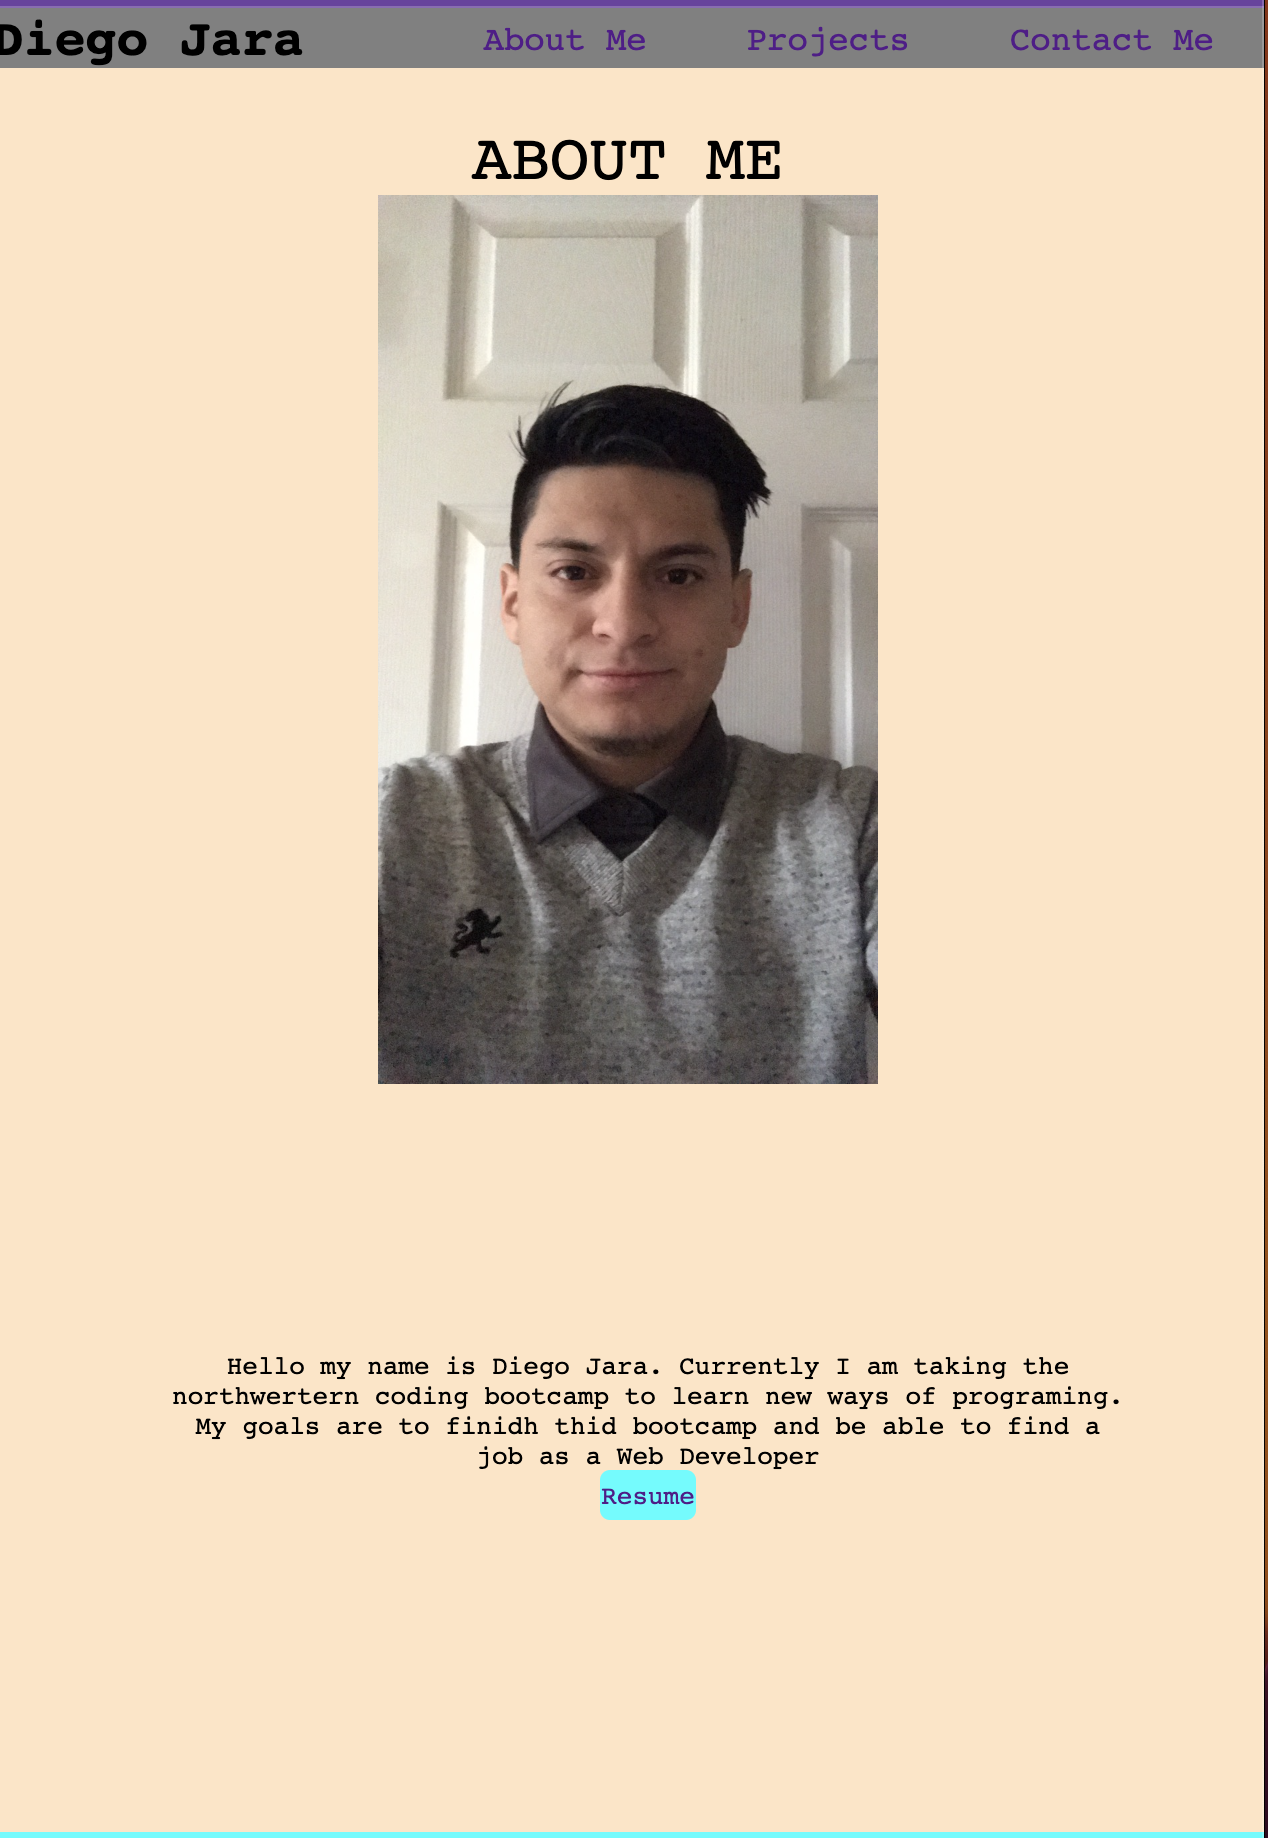 Diego Jara
About Me
Projects
Contact Me
ABOUT ME
Hello my name is Diego Jara. Currently I am taking the
northwertern coding bootcamp to learn new ways of programing.
My goals are to finidh thid bootcamp and be able to find a
job as a Web Developer
Resume